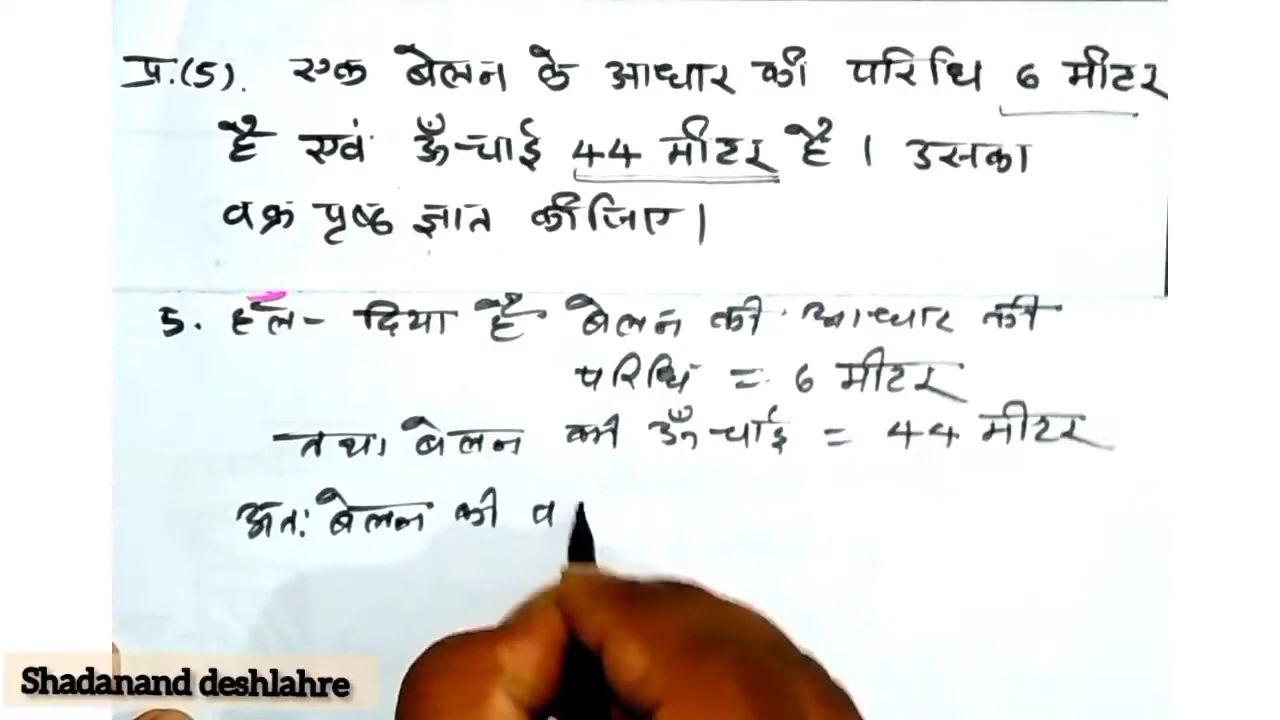 प्र.(5). एक बेलन के आधार की परिधि 6 मीटर
है एवं ऊँचाई 44 मीटर है। उसका
वक्र पृष्ठ ज्ञात कीजिए।
5. हल- दिया है बेलन की आधार की
परिधि = 6 मीटर
तथा बेलन की ऊँचाई = 44 मीटर
अतः बेलन की व
Shadanand deshlahre